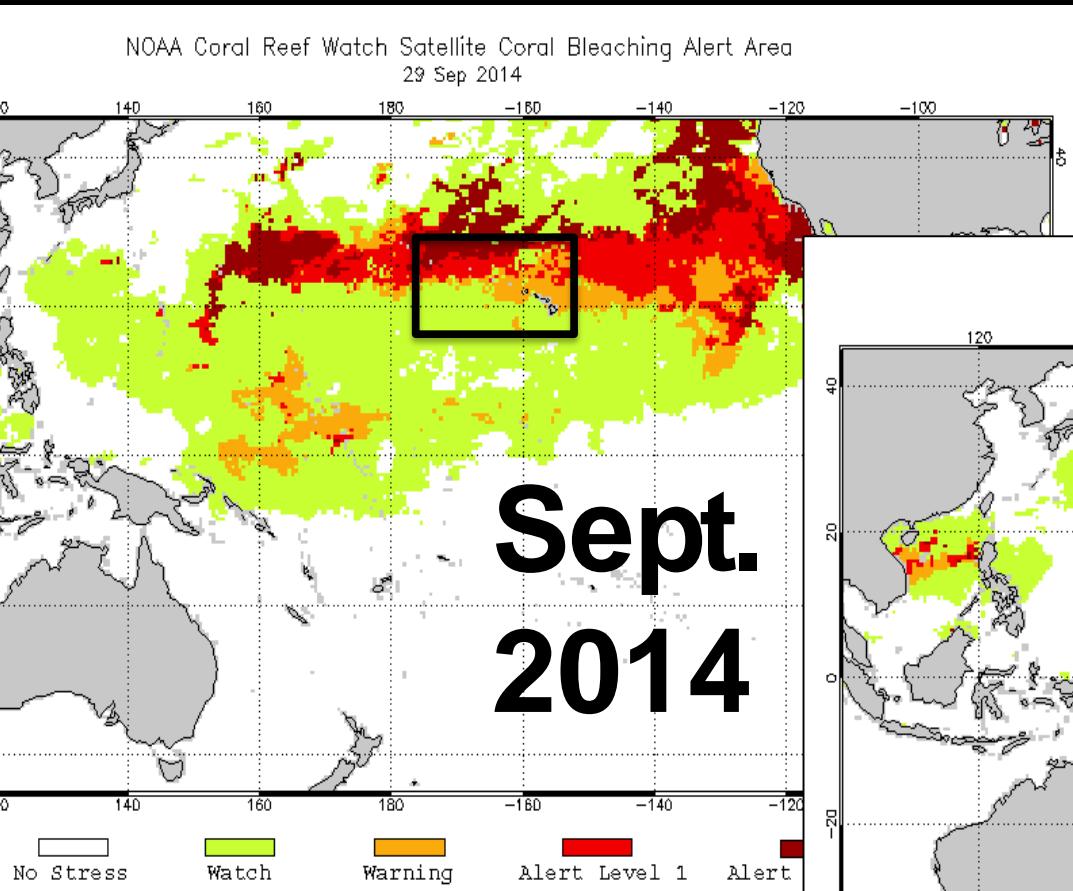 NOAA Coral Reef Watch Satellite Coral Bleaching Alert Area
29 Sep 2014
140 160 180 -160 -140 -120 -100
40
Sept.
2014
140 160 180 -160 -140 -120
No Stress Watch Warning Alert Level 1 Alert
120
40
20
0
-20